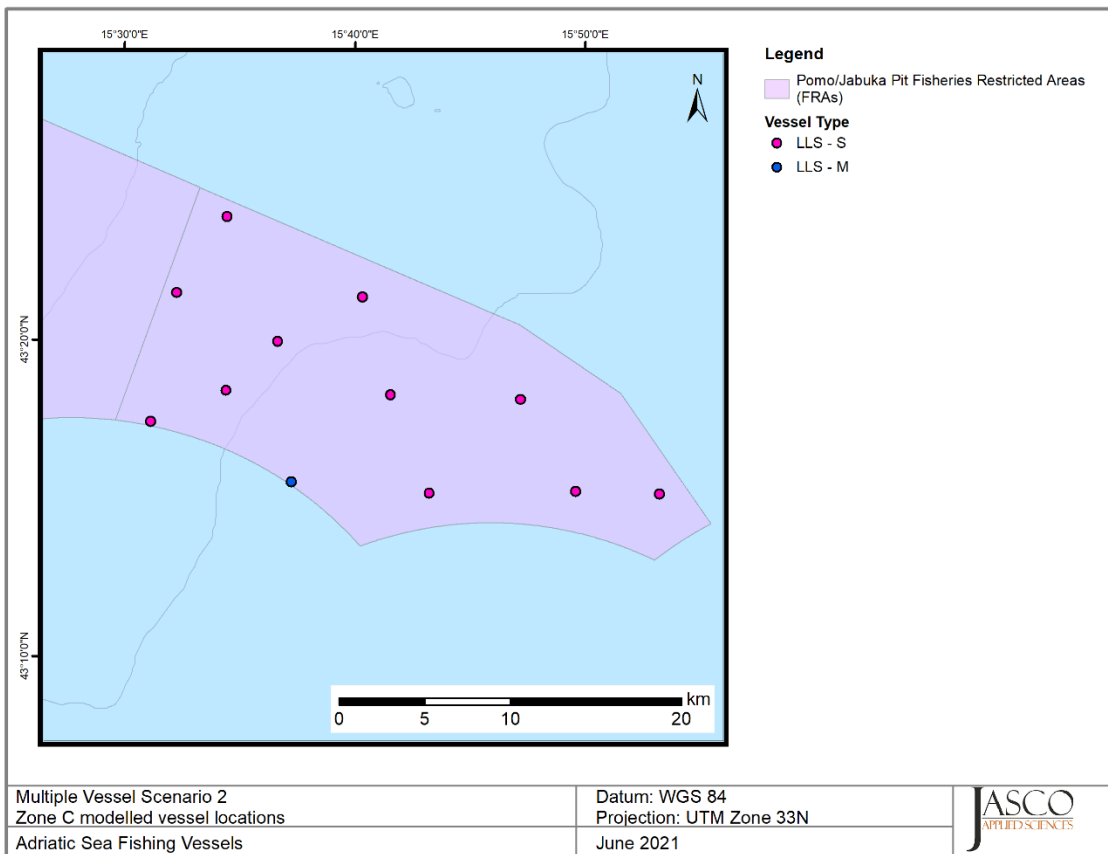 15°30'0"E
15°40'0"E
15°50'0"E
43°20'0"N
43°10'0"N
N
km
0
5
10
20
Legend
Pomo/Jabuka Pit Fisheries Restricted Areas
(FRAs)
Vessel Type
LLS - S
LLS - M
Multiple Vessel Scenario 2
Zone C modelled vessel locations
Adriatic Sea Fishing Vessels
Datum: WGS 84
Projection: UTM Zone 33N
June 2021
JASCO
APPLIED SCIENCES